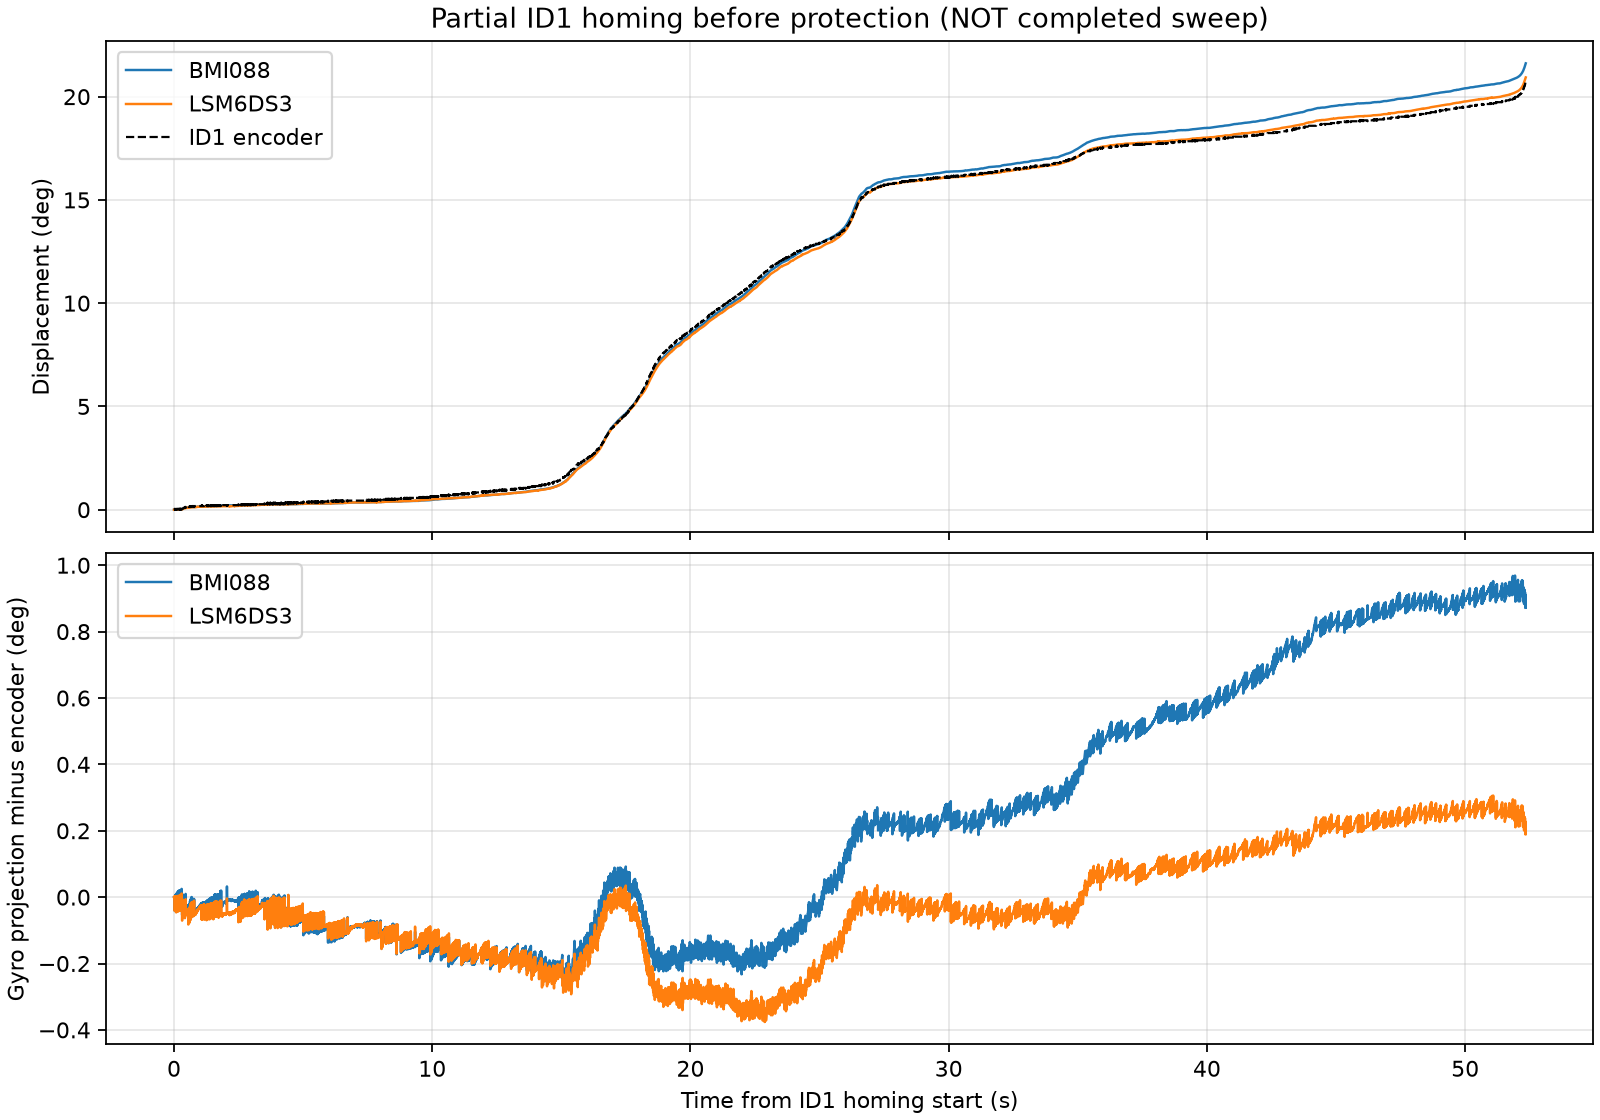 Partial ID1 homing before protection (NOT completed sweep)
BMI088
LSM6DS3
ID1 encoder
Displacement (deg)
20
15
10
5
0
BMI088
LSM6DS3
Gyro projection minus encoder (deg)
1.0
0.8
0.6
0.4
0.2
0.0
−0.2
−0.4
0 10 20 30 40 50
Time from ID1 homing start (s)